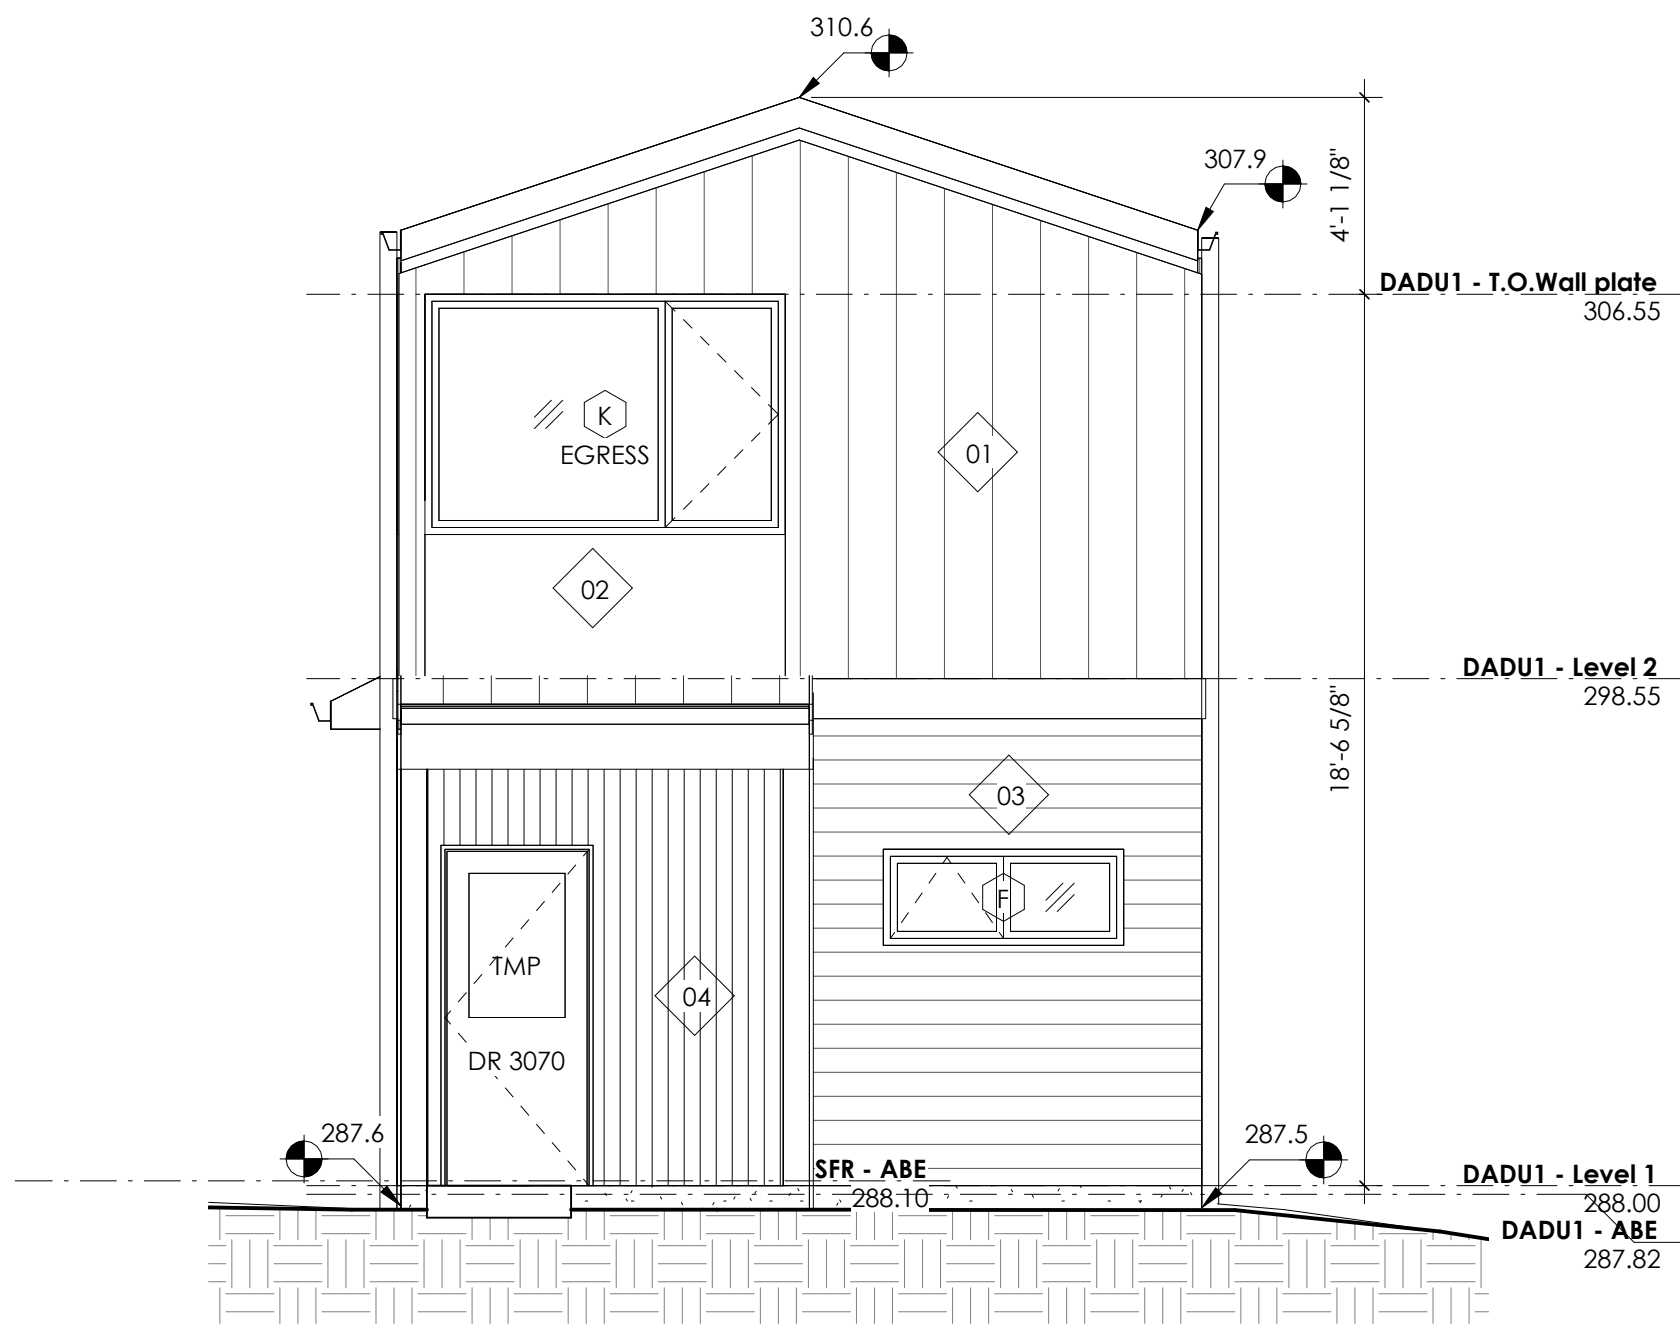 310.6
307.9
4'-1 1/8"
DADU1 - T.O.Wall plate
306.55
K
EGRESS
01
02
DADU1 - Level 2
298.55
18'-6 5/8"
03
F
TMP
04
DR 3070
287.6
287.5
SFR - ABE
288.10
DADU1 - Level 1
288.00
DADU1 - ABE
287.82